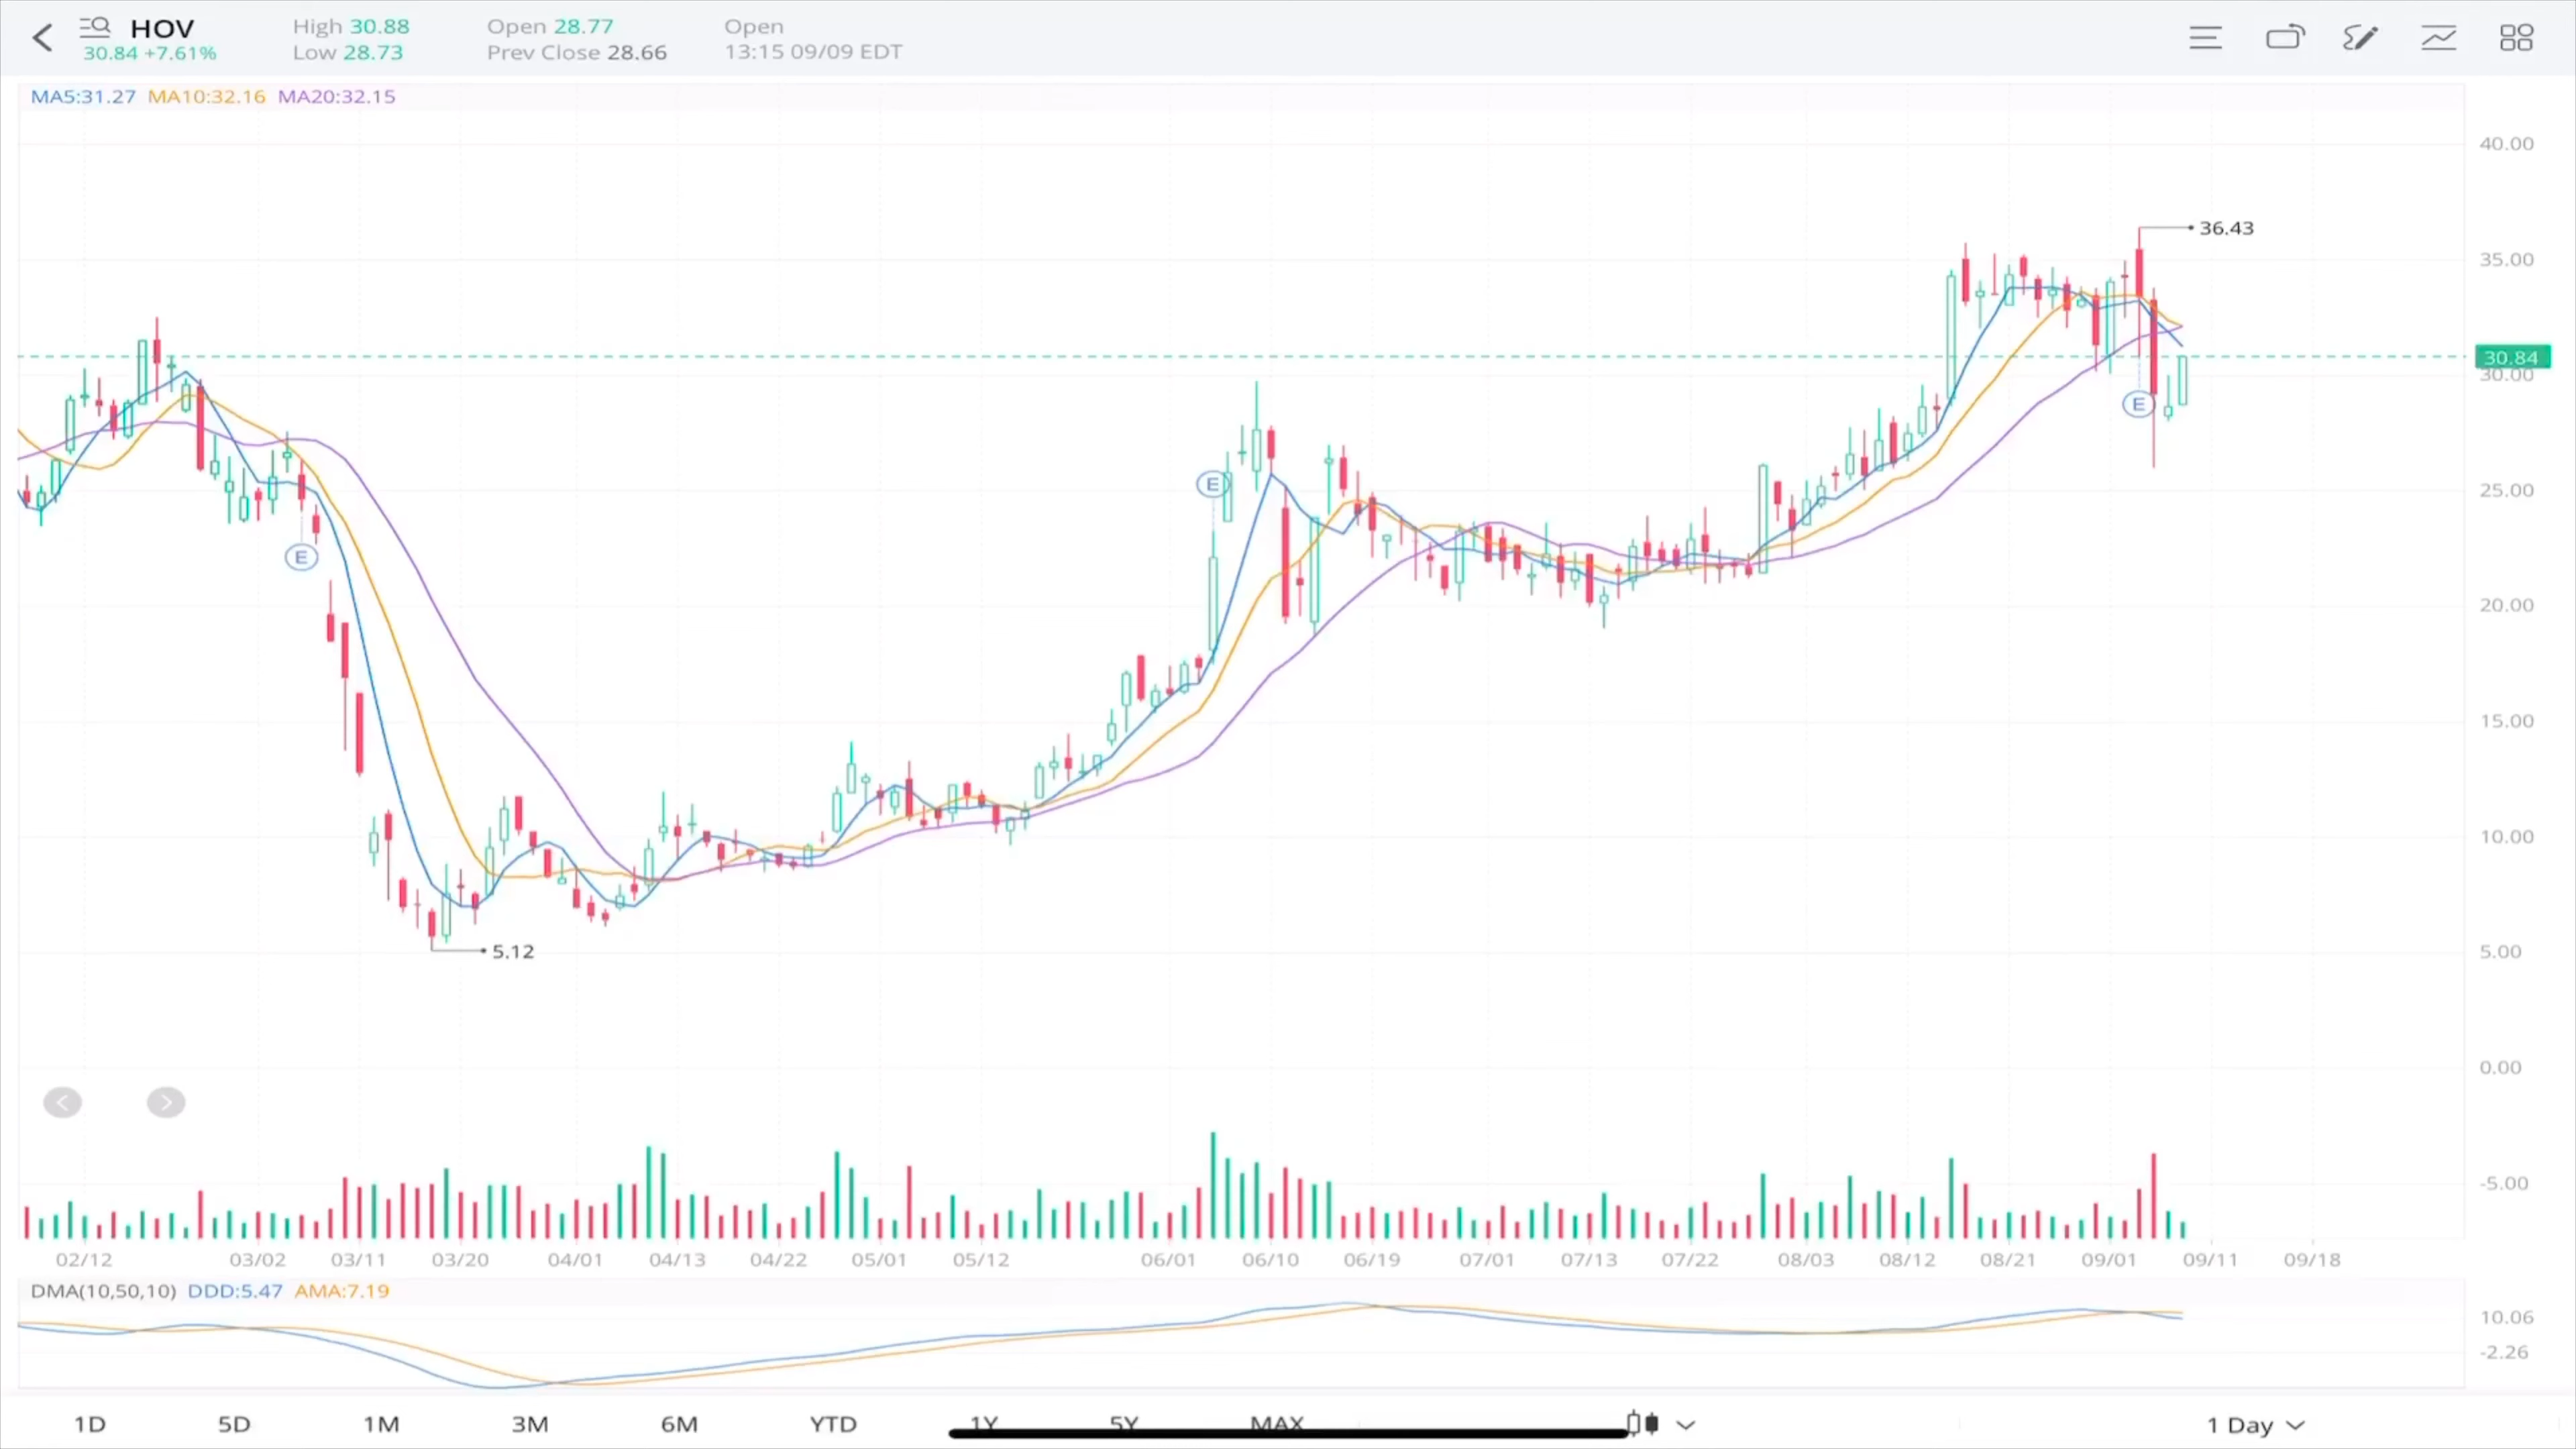 HOV
30.84 +7.61%
High 30.88
Low 28.73
Open 28.77
Prev Close 28.66
Open
13:15 09/09 EDT
MA5:31.27 MA10:32.16 MA20:32.15
40.00
36.43
35.00
30.84
30.00
E
E
E
25.00
20.00
15.00
10.00
5.12
5.00
0.00
-5.00
02/12 03/02 03/11 03/20 04/01 04/13 04/22 05/01 05/12 06/01 06/10 06/19 07/01 07/13 07/22 08/03 08/12 08/21 09/01 09/11 09/18
DMA(10,50,10) DDD:5.47 AMA:7.19
10.06
-2.26
1D 5D 1M 3M 6M YTD 1Y 5Y MAX 1 Day